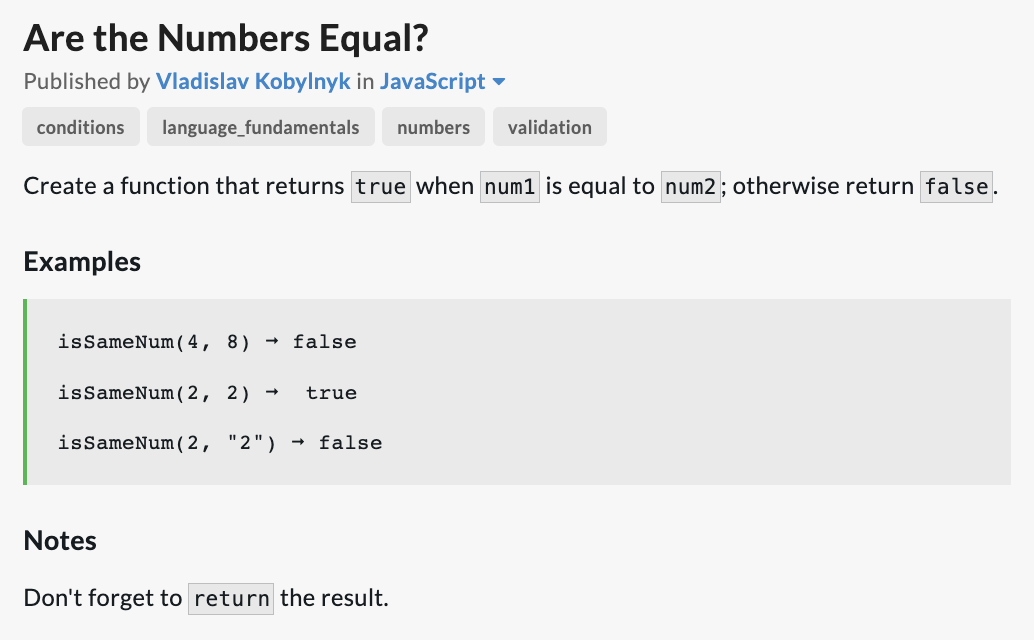 Are the Numbers Equal?
Published by Vladislav Kobylnyk in JavaScript
conditions language_fundamentals numbers validation
Create a function that returns true when num1 is equal to num2; otherwise return false.
Examples
isSameNum(4, 8) ➞ false
isSameNum(2, 2) ➞  true
isSameNum(2, "2") ➞ false
Notes
Don't forget to return the result.